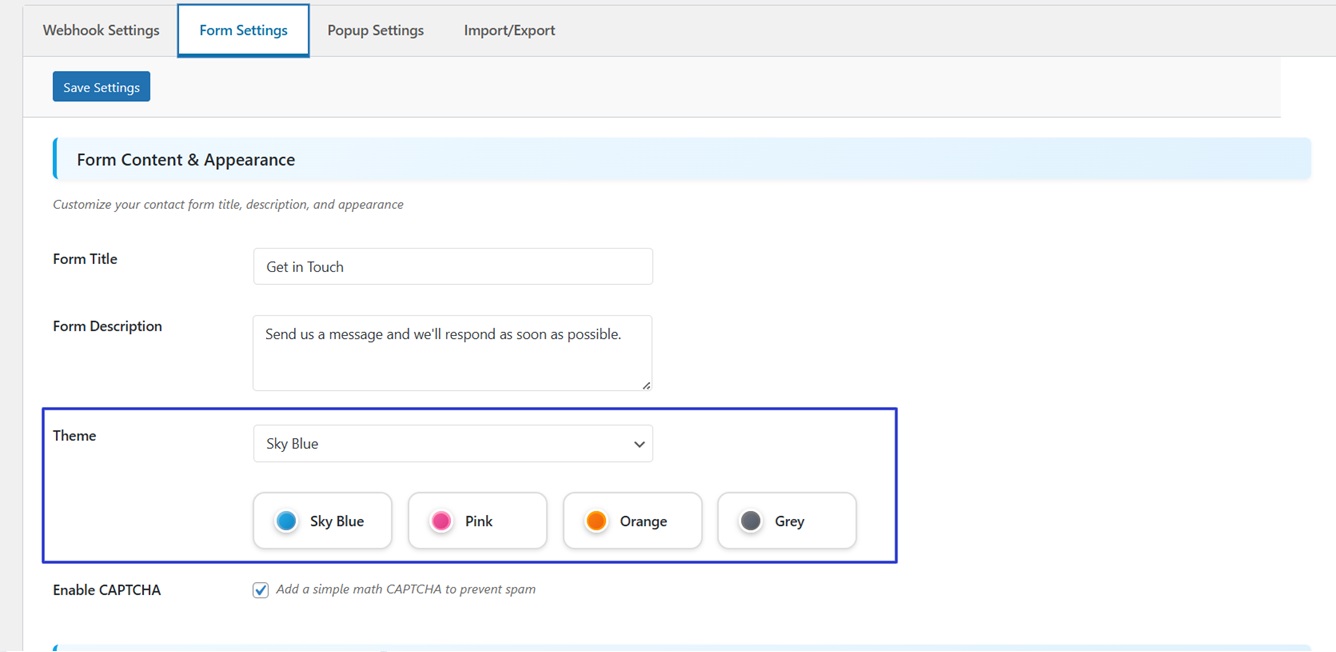 Webhook Settings Form Settings Popup Settings Import/Export
Save Settings
Form Content & Appearance
Customize your contact form title, description, and appearance
Form Title
Get in Touch
Form Description
Send us a message and we'll respond as soon as possible.
Theme
Sky Blue
Sky Blue Pink Orange Grey
Enable CAPTCHA
Add a simple math CAPTCHA to prevent spam